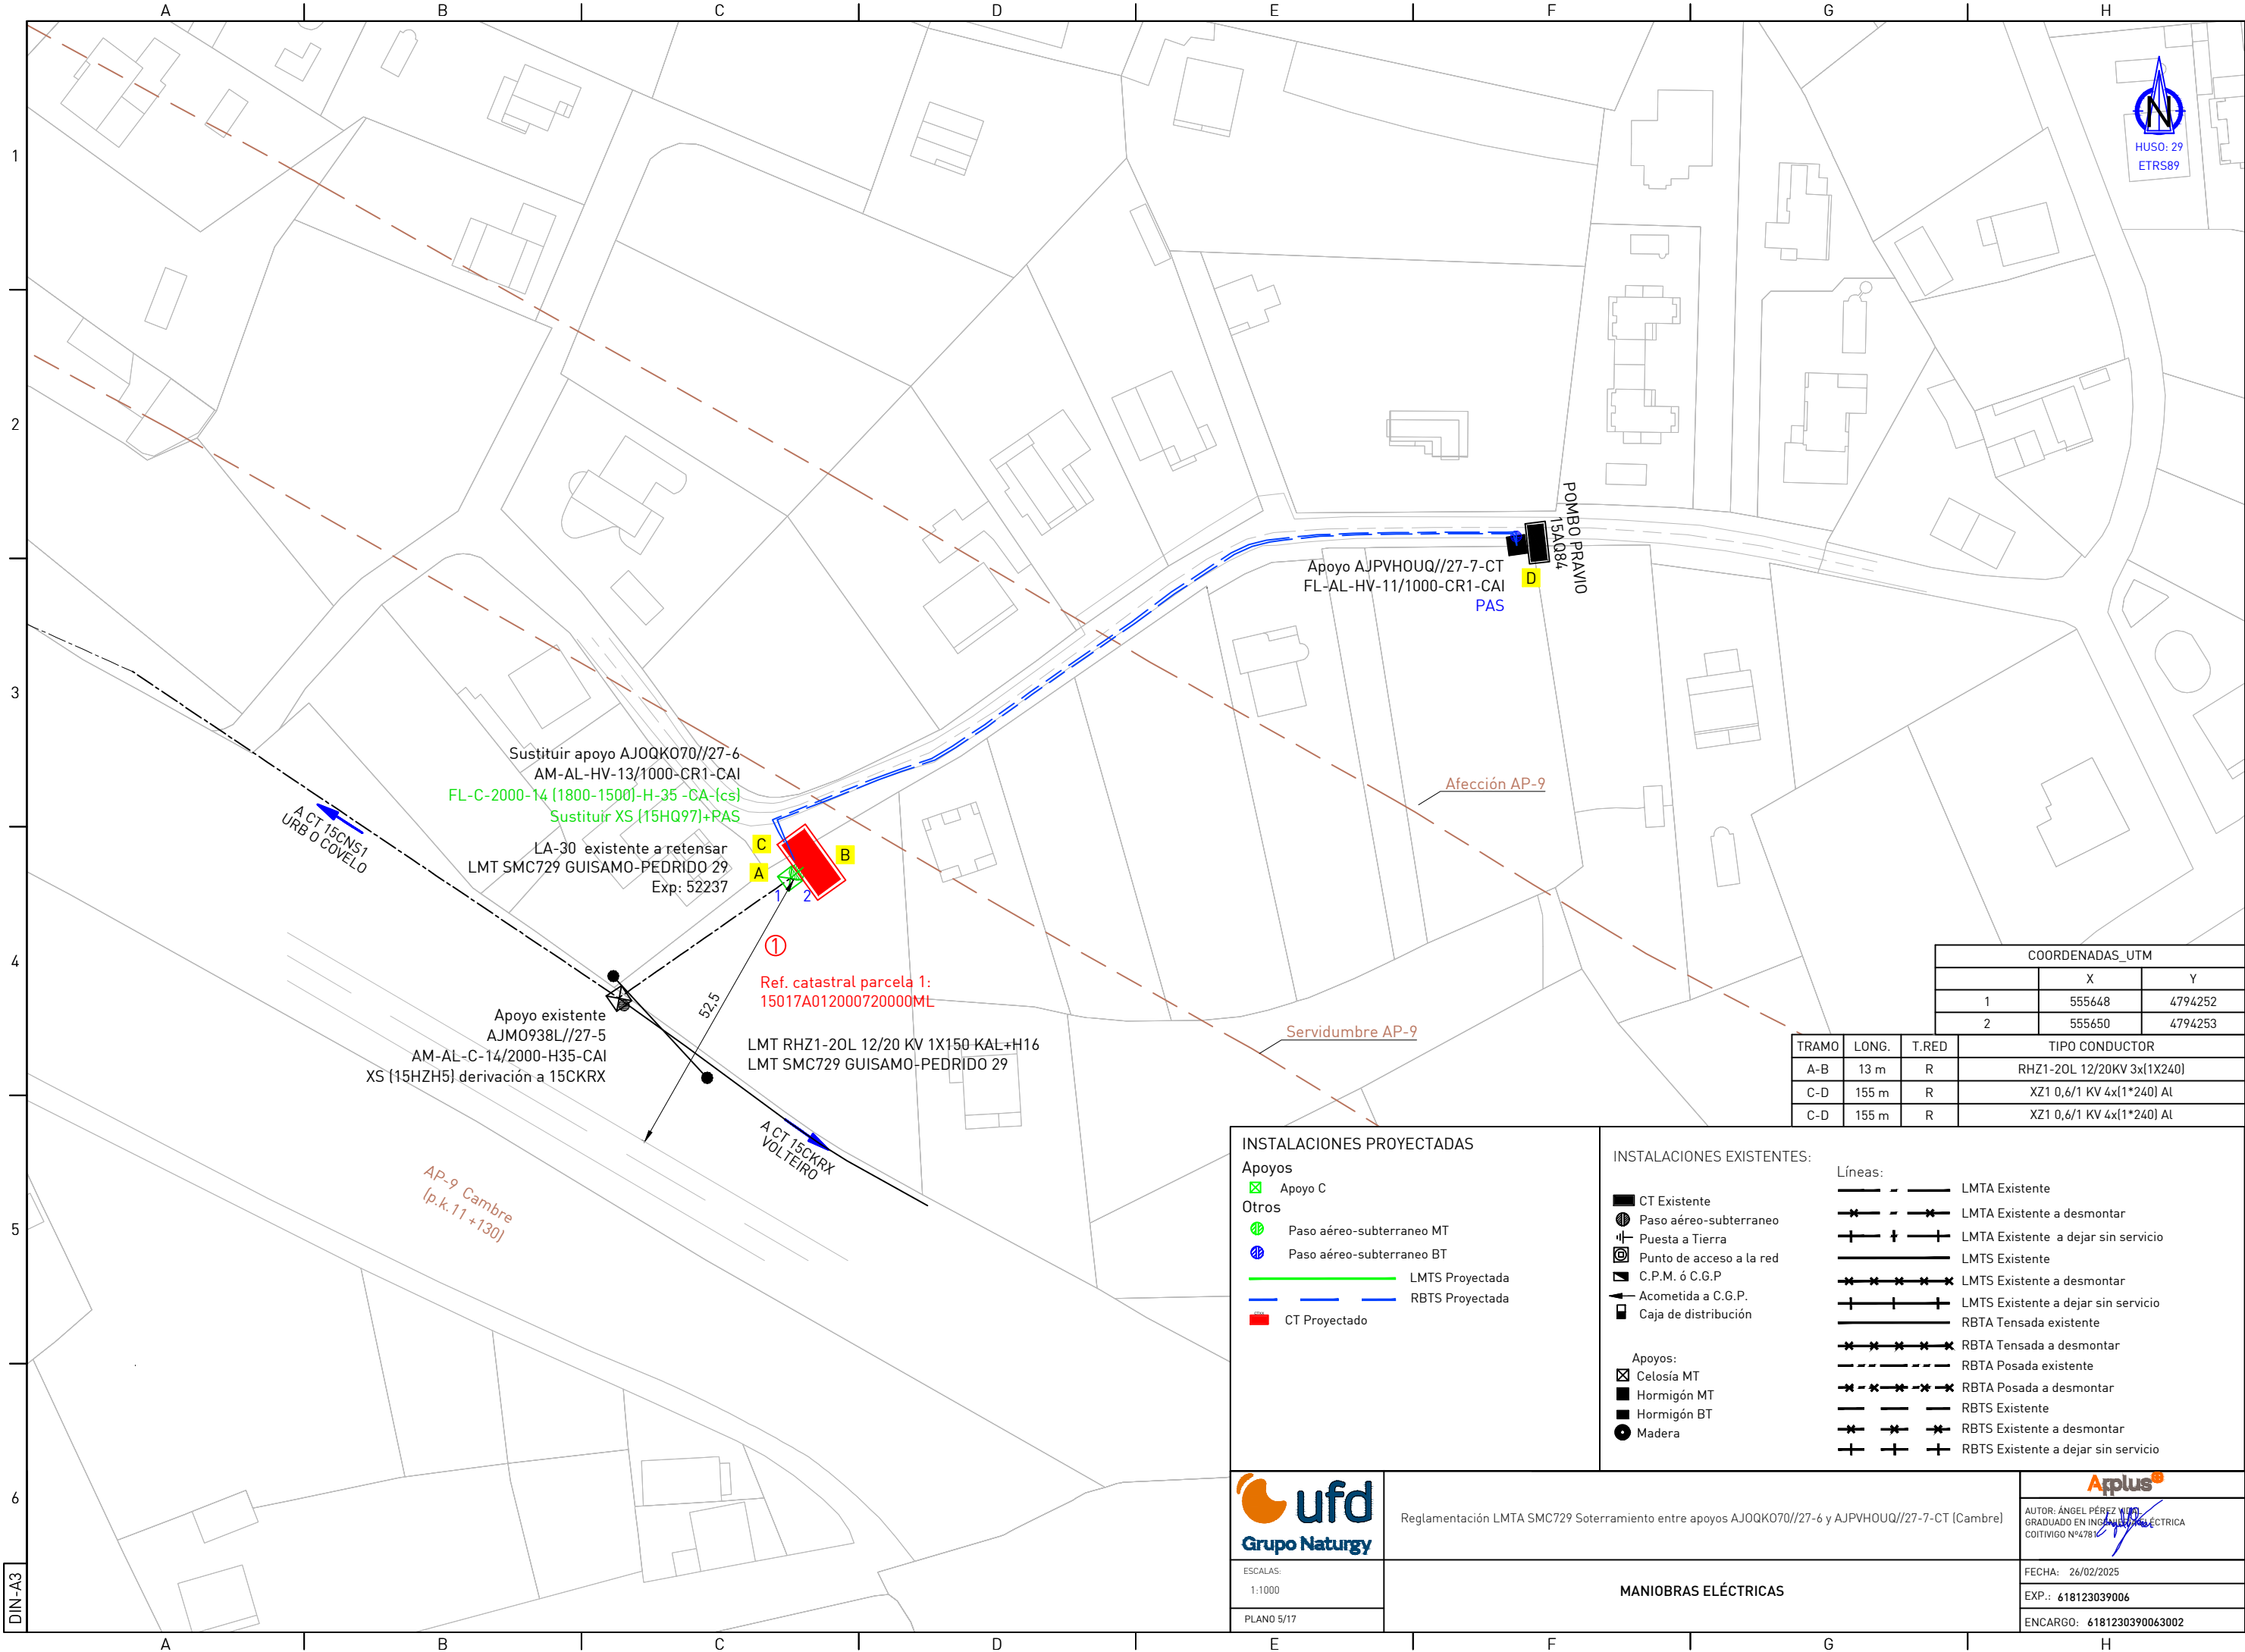 A B C D E F G H
1
2
3
4
5
6
DIN-A3
N
HUSO: 29
ETRS89
POMBO PRAVIO
15AQ84
Apoyo AJPVHOUQ//27-7-CT
FL-AL-HV-11/1000-CR1-CAI
PAS
D
Sustituir apoyo AJOQKO70//27-6
AM-AL-HV-13/1000-CR1-CAI
FL-C-2000-14 (1800-1500)-H-35 -CA-(cs)
Sustituir XS (15HQ97)+PAS
Afección AP-9
A CT 15CNS1
URB O COVELO
C
B
A
LA-30 existente a retensar
LMT SMC729 GUISAMO-PEDRIDO 29
Exp: 52237
1 2
1
Ref. catastral parcela 1:
15017A012000720000ML
52,5
Apoyo existente
AJMO938L//27-5
AM-AL-C-14/2000-H35-CAI
XS (15HZH5) derivación a 15CKRX
LMT RHZ1-2OL 12/20 KV 1X150 KAL+H16
LMT SMC729 GUISAMO-PEDRIDO 29
Servidumbre AP-9
A CT 15CKRX
VOLTEIRO
AP-9 Cambre
(p.k.11 +130)
COORDENADAS_UTM
X Y
1 555648 4794252
2 555650 4794253
TRAMO LONG. T.RED TIPO CONDUCTOR
A-B 13 m R RHZ1-2OL 12/20KV 3x(1X240)
C-D 155 m R XZ1 0,6/1 KV 4x(1*240) Al
C-D 155 m R XZ1 0,6/1 KV 4x(1*240) Al
INSTALACIONES PROYECTADAS
Apoyos
Apoyo C
Otros
Paso aéreo-subterraneo MT
Paso aéreo-subterraneo BT
LMTS Proyectada
RBTS Proyectada
CT Proyectado
INSTALACIONES EXISTENTES:
CT Existente
Paso aéreo-subterraneo
Puesta a Tierra
Punto de acceso a la red
C.P.M. ó C.G.P
Acometida a C.G.P.
Caja de distribución
Apoyos:
Celosía MT
Hormigón MT
Hormigón BT
Madera
Líneas:
LMTA Existente
LMTA Existente a desmontar
LMTA Existente a dejar sin servicio
LMTS Existente
LMTS Existente a desmontar
LMTS Existente a dejar sin servicio
RBTA Tensada existente
RBTA Tensada a desmontar
RBTA Posada existente
RBTA Posada a desmontar
RBTS Existente
RBTS Existente a desmontar
RBTS Existente a dejar sin servicio
ufd
Grupo Naturgy
Reglamentación LMTA SMC729 Soterramiento entre apoyos AJOQKO70//27-6 y AJPVHOUQ//27-7-CT (Cambre)
Applus
AUTOR: ÁNGEL PÉREZ
GRADUADO EN INGENIERÍA ELÉCTRICA
COITIVIGO Nº4781
ESCALAS:
1:1000
PLANO 5/17
MANIOBRAS ELÉCTRICAS
FECHA: 26/02/2025
EXP.: 618123039006
ENCARGO: 6181230390063002
A B C D E F G H